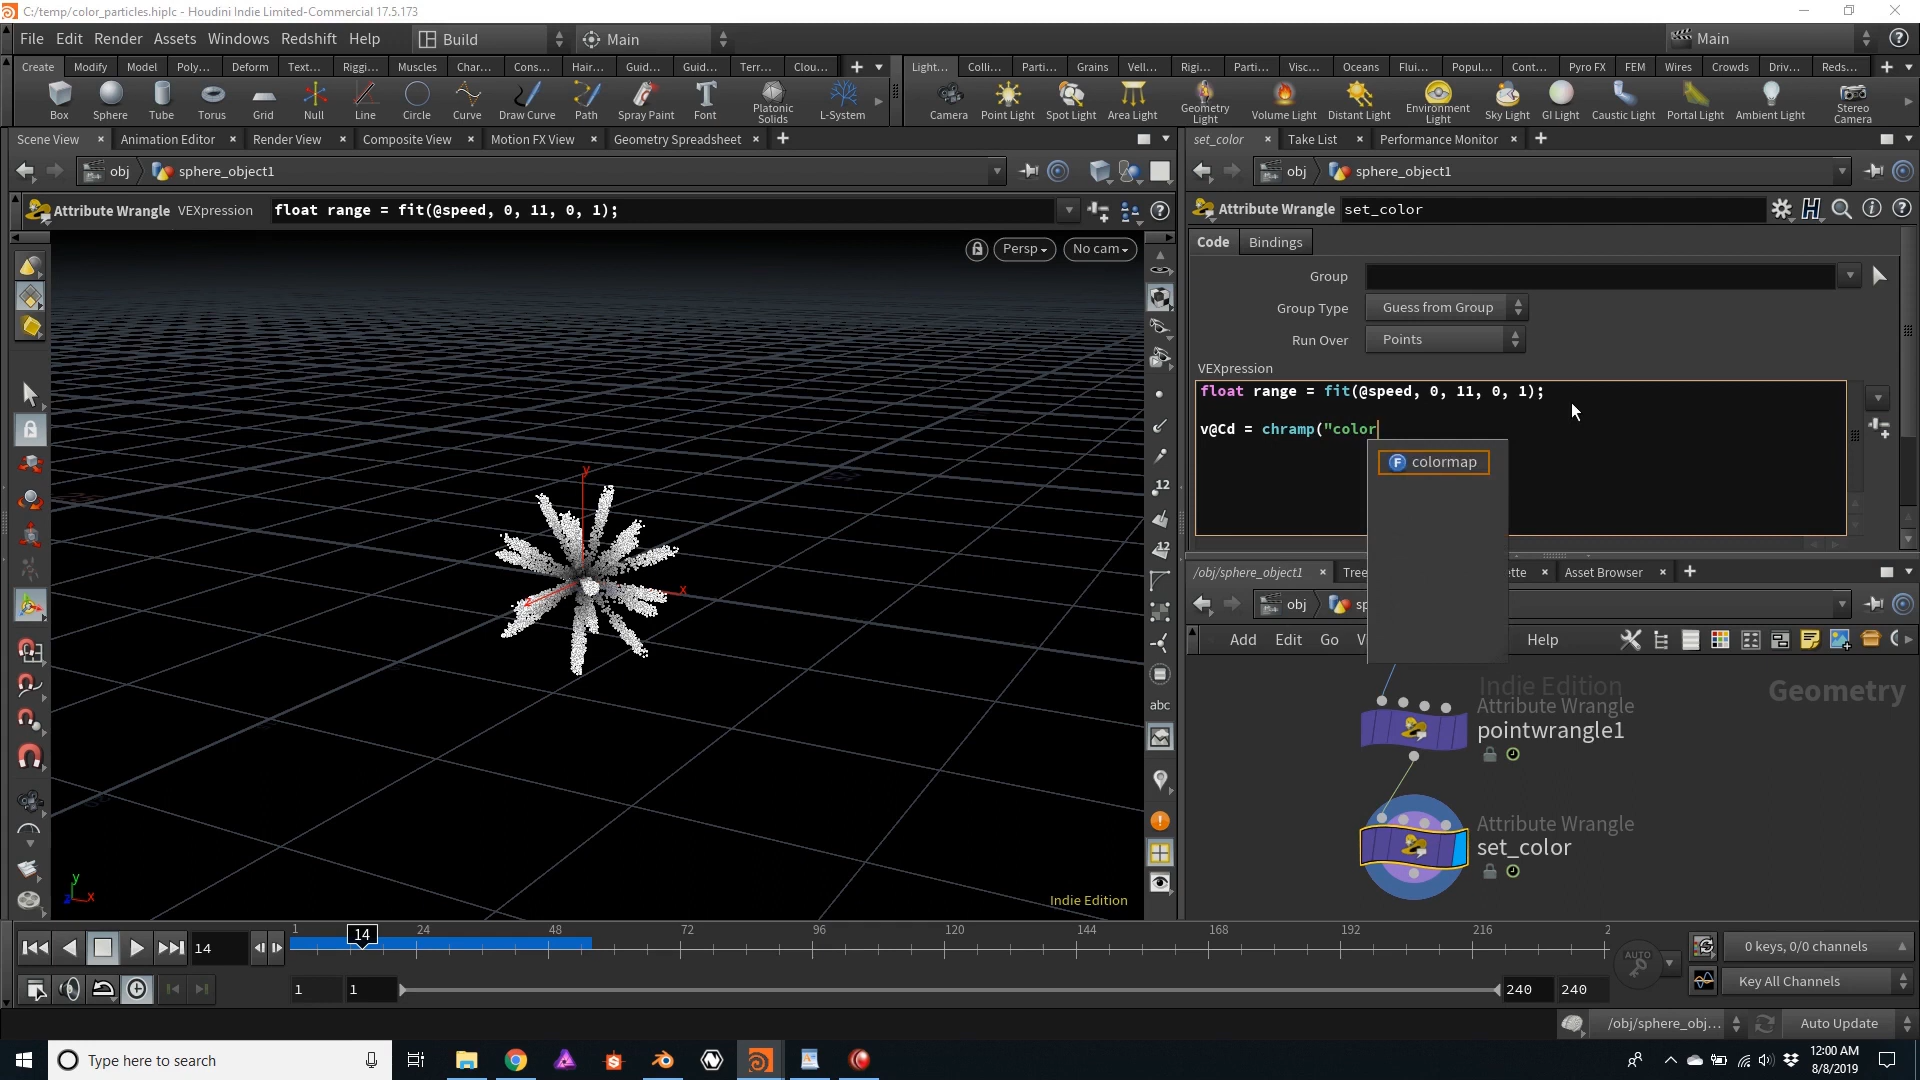 C:/temp/color_particles.hiplc - Houdini Indie Limited-Commercial 17.5.173
File Edit Render Assets Windows Redshift Help Build Main Main
Create Modify Model Poly... Deform Text... Riggi... Muscles Char... Cons... Hair... Guid... Guid... Terr... Clou...
Light... Colli... Parti... Grains Vell... Rigi... Parti... Visc... Oceans Flui... Popul... Cont... Pyro FX FEM Wires Crowds Driv... Reds...
Box Sphere Tube Torus Grid Null Line Circle Curve Draw Curve Path Spray Paint Font Platonic Solids L-System
Camera Point Light Spot Light Area Light Geometry Light Volume Light Distant Light Environment Light Sky Light GI Light Caustic Light Portal Light Ambient Light Stereo Camera
Scene View Animation Editor Render View Composite View Motion FX View Geometry Spreadsheet
set_color Take List Performance Monitor
obj sphere_object1
obj sphere_object1
Attribute Wrangle VEXpression float range = fit(@speed, 0, 11, 0, 1);
Attribute Wrangle set_color
Persp No cam
Code Bindings
Group
Group Type Guess from Group
Run Over Points
VEXpression
float range = fit(@speed, 0, 11, 0, 1);
v@Cd = chramp("color
F colormap
y
x
12
12
abc
y
x
Indie Edition
/obj/sphere_object1 Tree ette Asset Browser
obj sp
Add Edit Go V Help
Indie Edition
Geometry
Attribute Wrangle
pointwrangle1
Attribute Wrangle
set_color
14
1 14 24 48 72 96 120 144 168 192 216 2
AUTO
0 keys, 0/0 channels
1 1 240 240
Key All Channels
/obj/sphere_obj... Auto Update
Type here to search
12:00 AM
8/8/2019